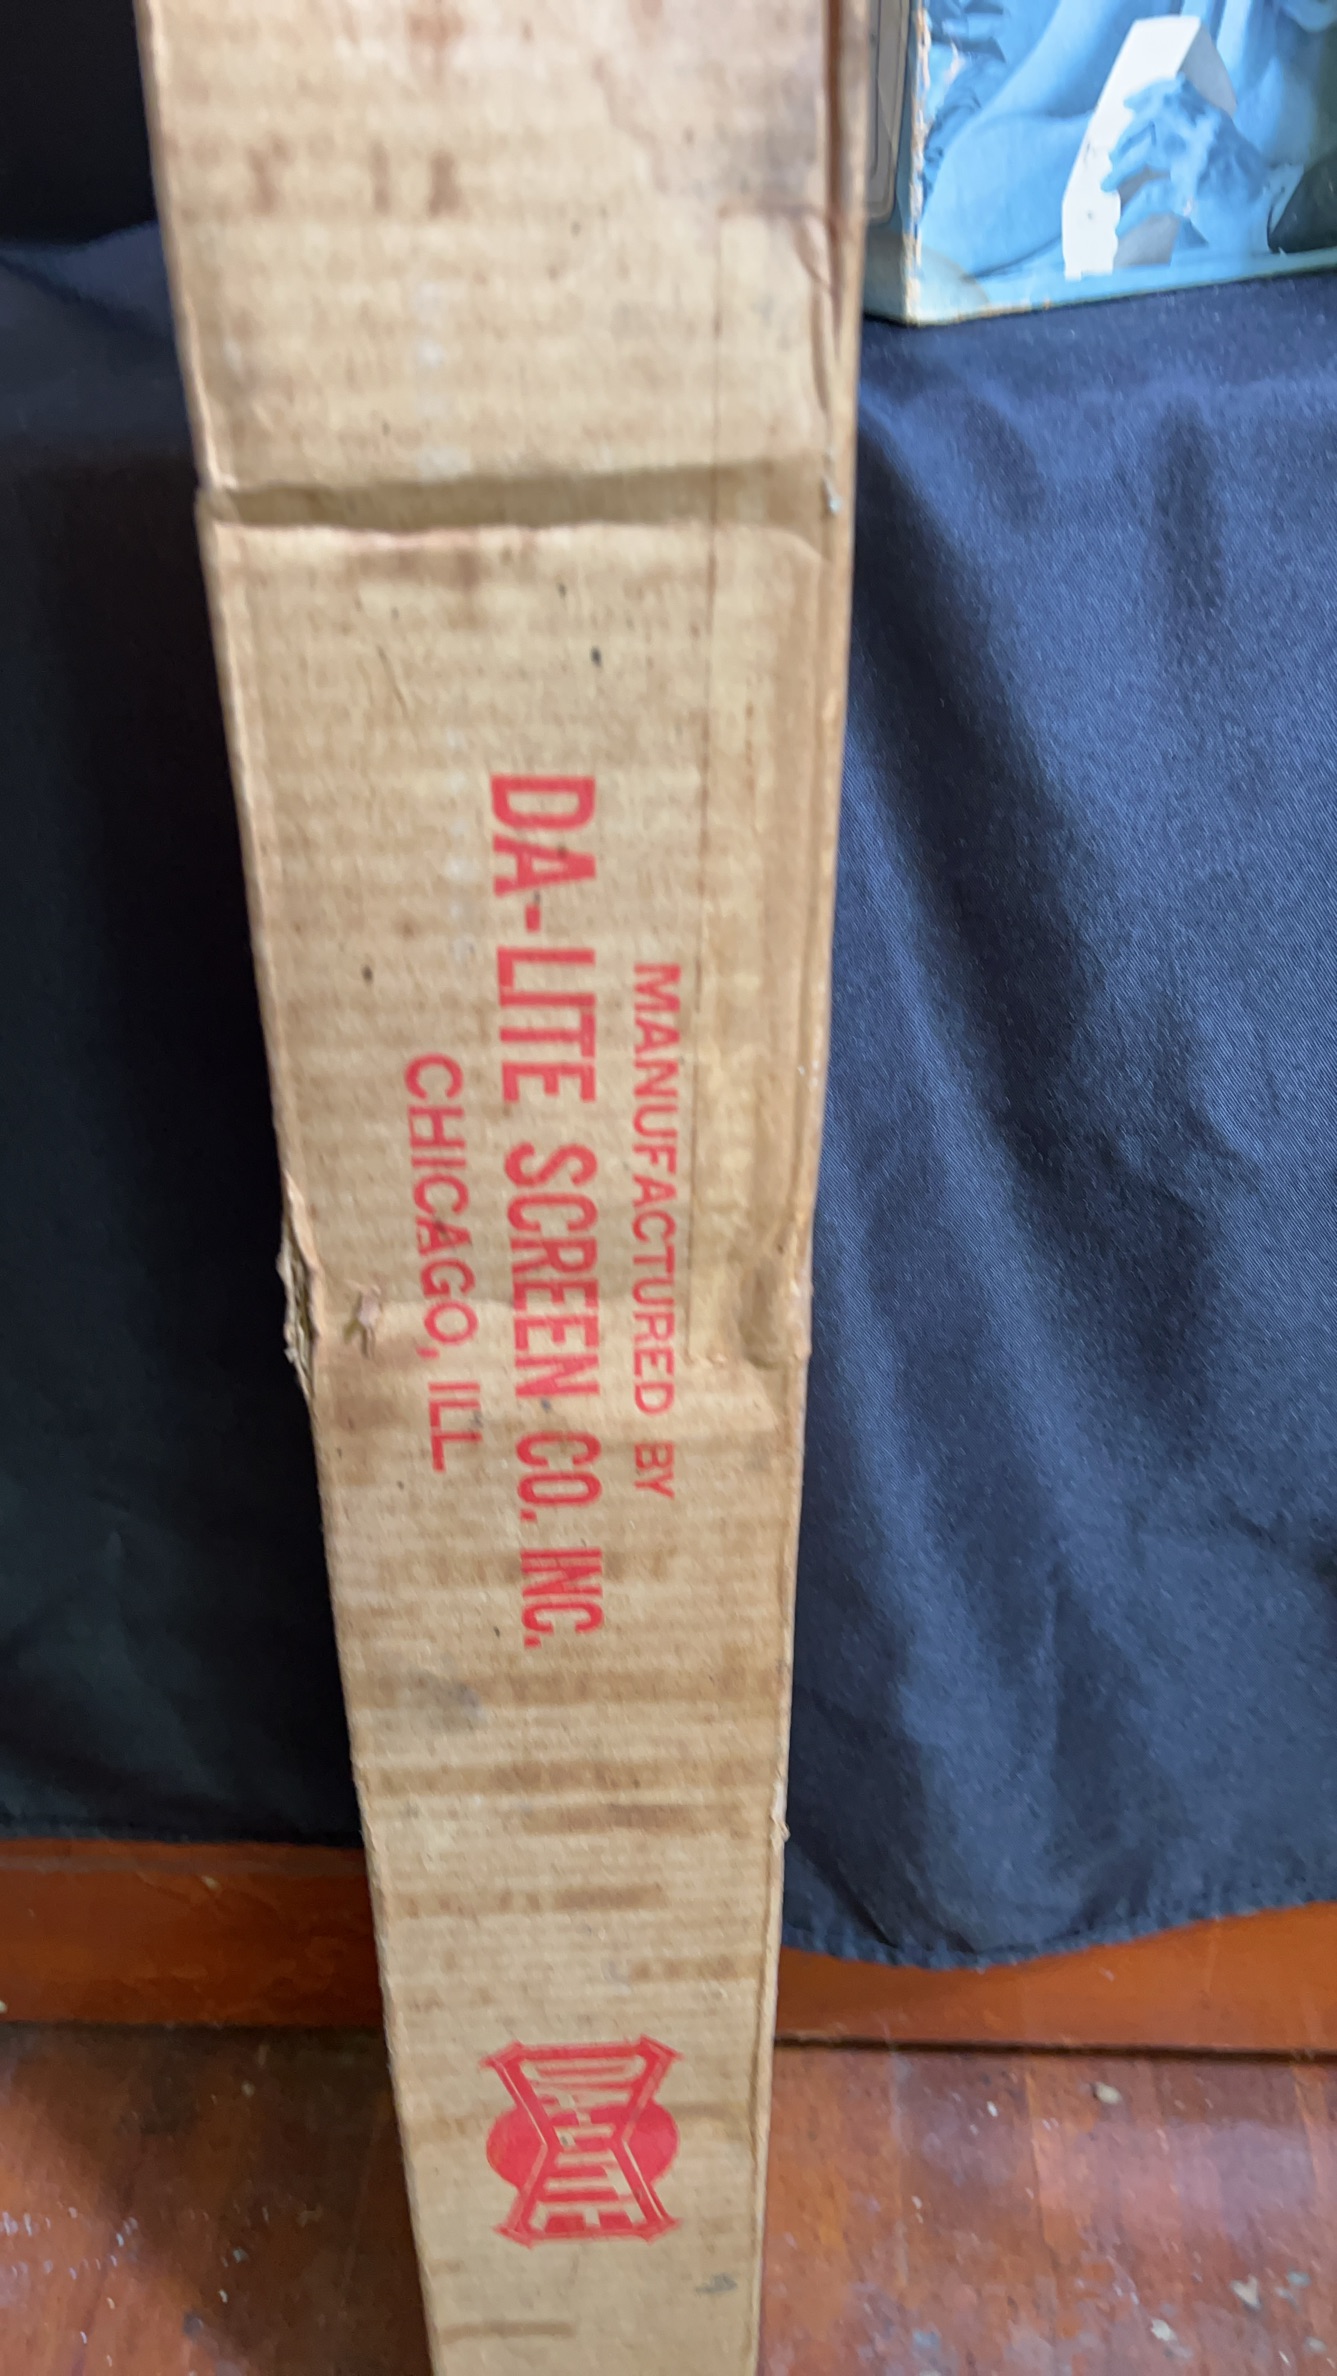 MANUFACTURED BY
DA-LITE SCREEN CO. INC.
CHICAGO, ILL
DA-LITE